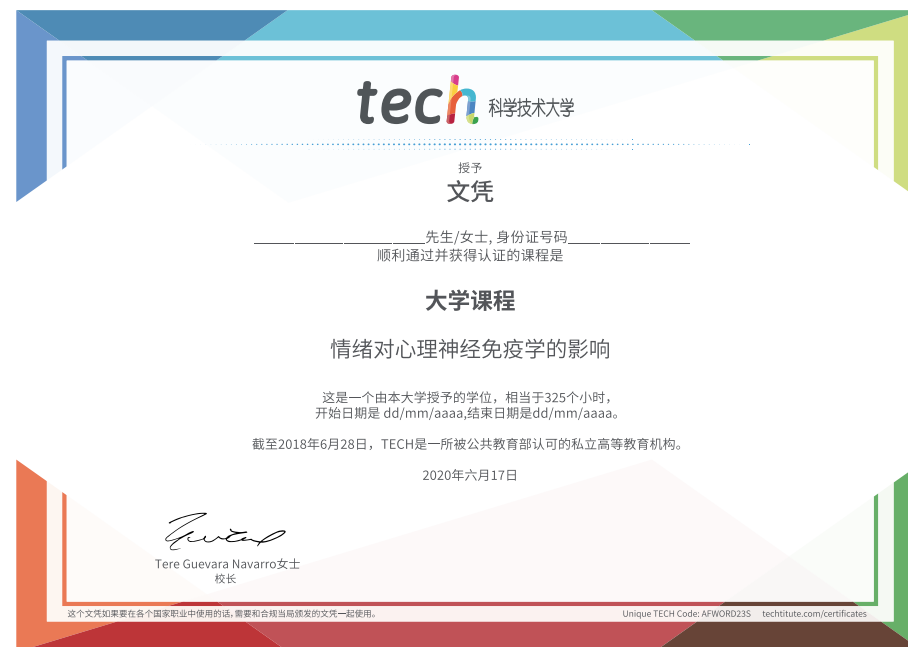 tech 科学技术大学
授予
文凭
先生/女士, 身份证号码
顺利通过并获得认证的课程是
大学课程
情绪对心理神经免疫学的影响
这是一个由本大学授予的学位，相当于325个小时，
开始日期是 dd/mm/aaaa,结束日期是dd/mm/aaaa。
截至2018年6月28日，TECH是一所被公共教育部认可的私立高等教育机构。
2020年六月17日
Tere Guevara Navarro女士
校长
这个文凭如果要在各个国家职业中使用的话,需要和合规当局颁发的文凭一起使用。
Unique TECH Code: AFWORD23S techtitute.com/certificates